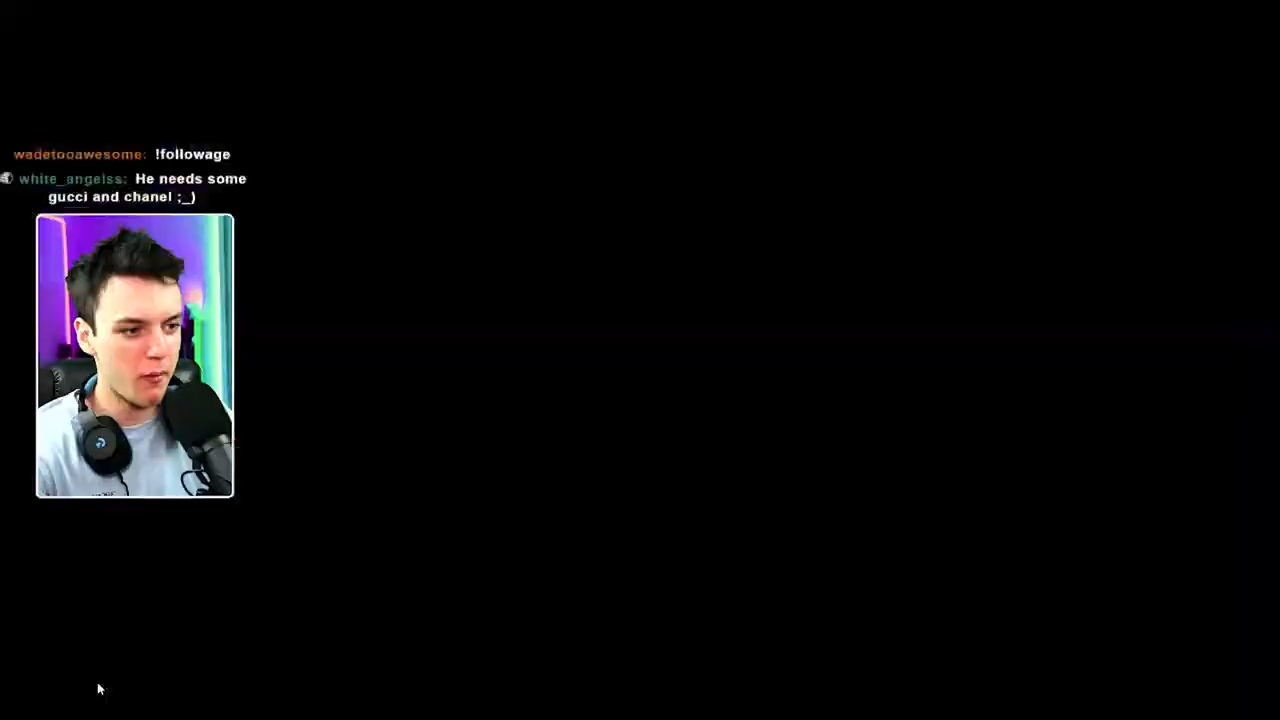 wadetooawesome: !followage
white_angelss: He needs some
gucci and chanel ;_)